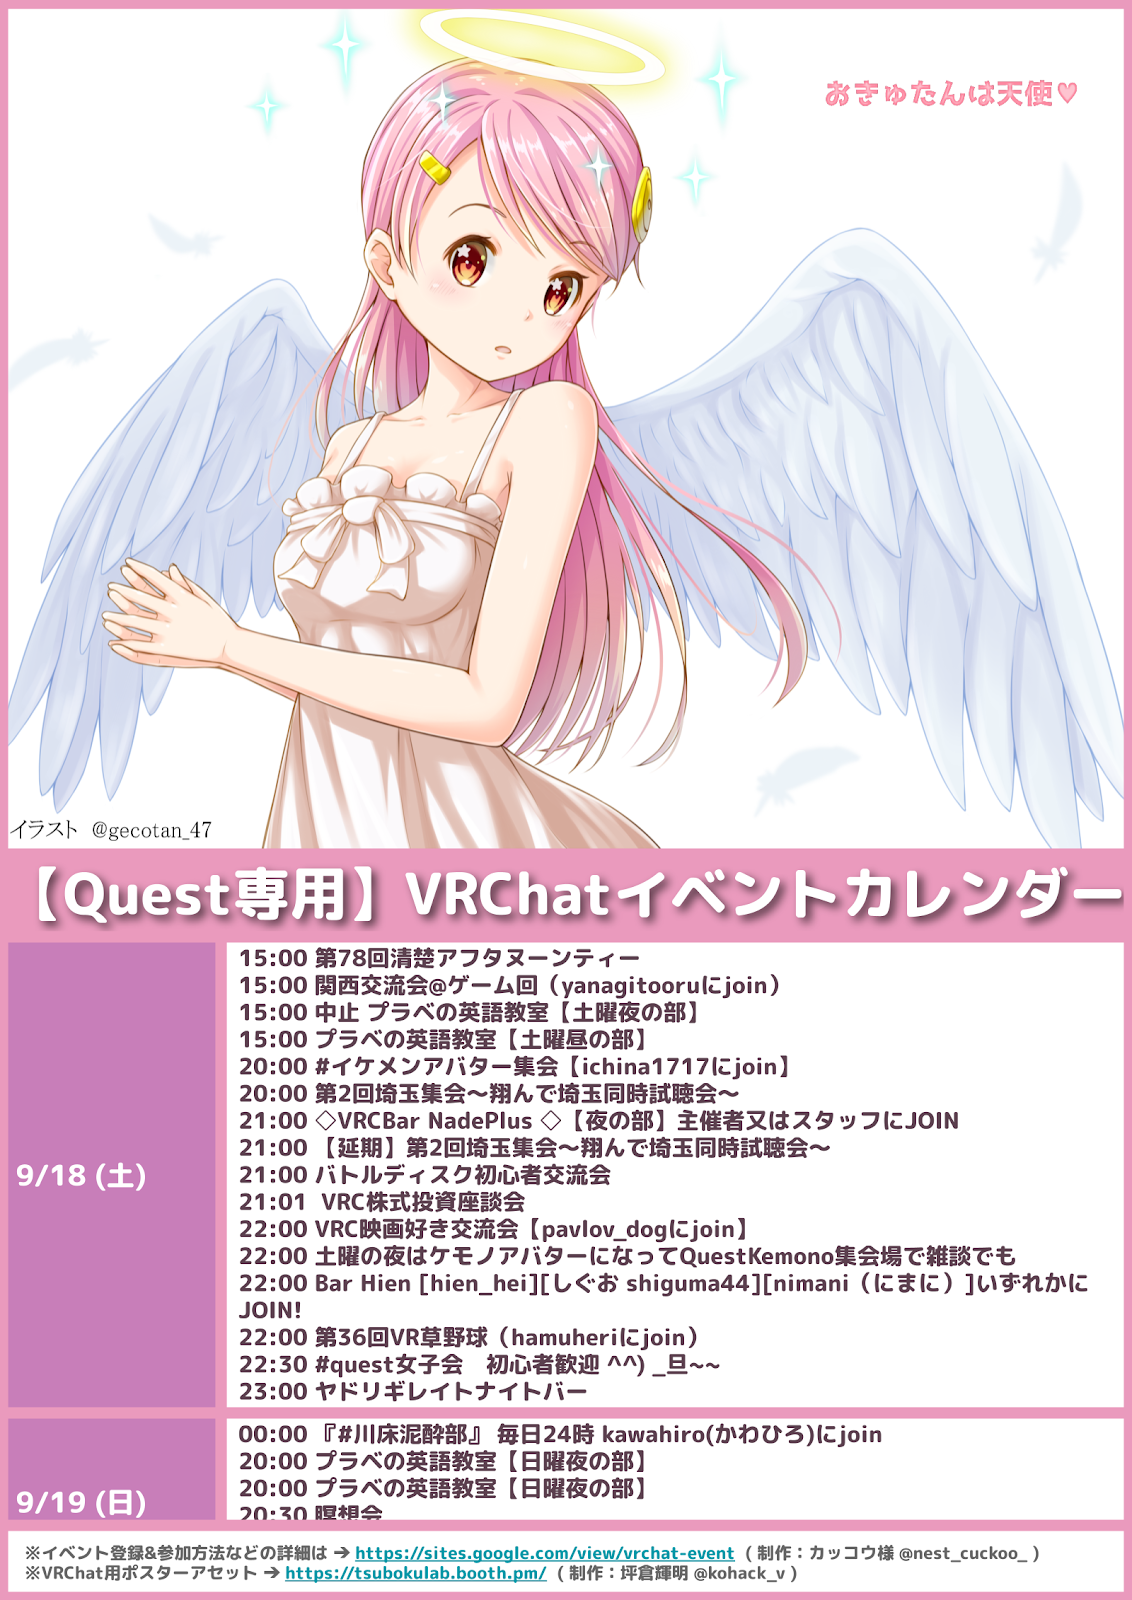 おきゅたんは天使♥
イラスト @gecotan_47
【Quest専用】VRChatイベントカレンダー
9/18 (土)
15:00 第78回清楚アフタヌーンティー
15:00 関西交流会@ゲーム回（yanagitooruにjoin）
15:00 中止 プラベの英語教室【土曜夜の部】
15:00 プラベの英語教室【土曜昼の部】
20:00 #イケメンアバター集会【ichina1717にjoin】
20:00 第2回埼玉集会～翔んで埼玉同時試聴会～
21:00 ◇VRCBar NadePlus ◇【夜の部】主催者又はスタッフにJOIN
21:00 【延期】第2回埼玉集会～翔んで埼玉同時試聴会～
21:00 バトルディスク初心者交流会
21:01 VRC株式投資座談会
22:00 VRC映画好き交流会【pavlov_dogにjoin】
22:00 土曜の夜はケモノアバターになってQuestKemono集会場で雑談でも
22:00 Bar Hien [hien_hei][しぐお shiguma44][nimani（にまに）]いずれかに
JOIN!
22:00 第36回VR草野球（hamuheriにjoin）
22:30 #quest女子会　初心者歓迎 ^^) _旦~~
23:00 ヤドリギレイトナイトバー
9/19 (日)
00:00 『#川床泥酔部』 毎日24時 kawahiro(かわひろ)にjoin
20:00 プラベの英語教室【日曜夜の部】
20:00 プラベの英語教室【日曜夜の部】
20:30 瞑想会
※イベント登録&参加方法などの詳細は ➔ https://sites.google.com/view/vrchat-event （ 制作：カッコウ様 @nest_cuckoo_ ）
※VRChat用ポスターアセット ➔ https://tsubokulab.booth.pm/ （ 制作：坪倉輝明 @kohack_v ）